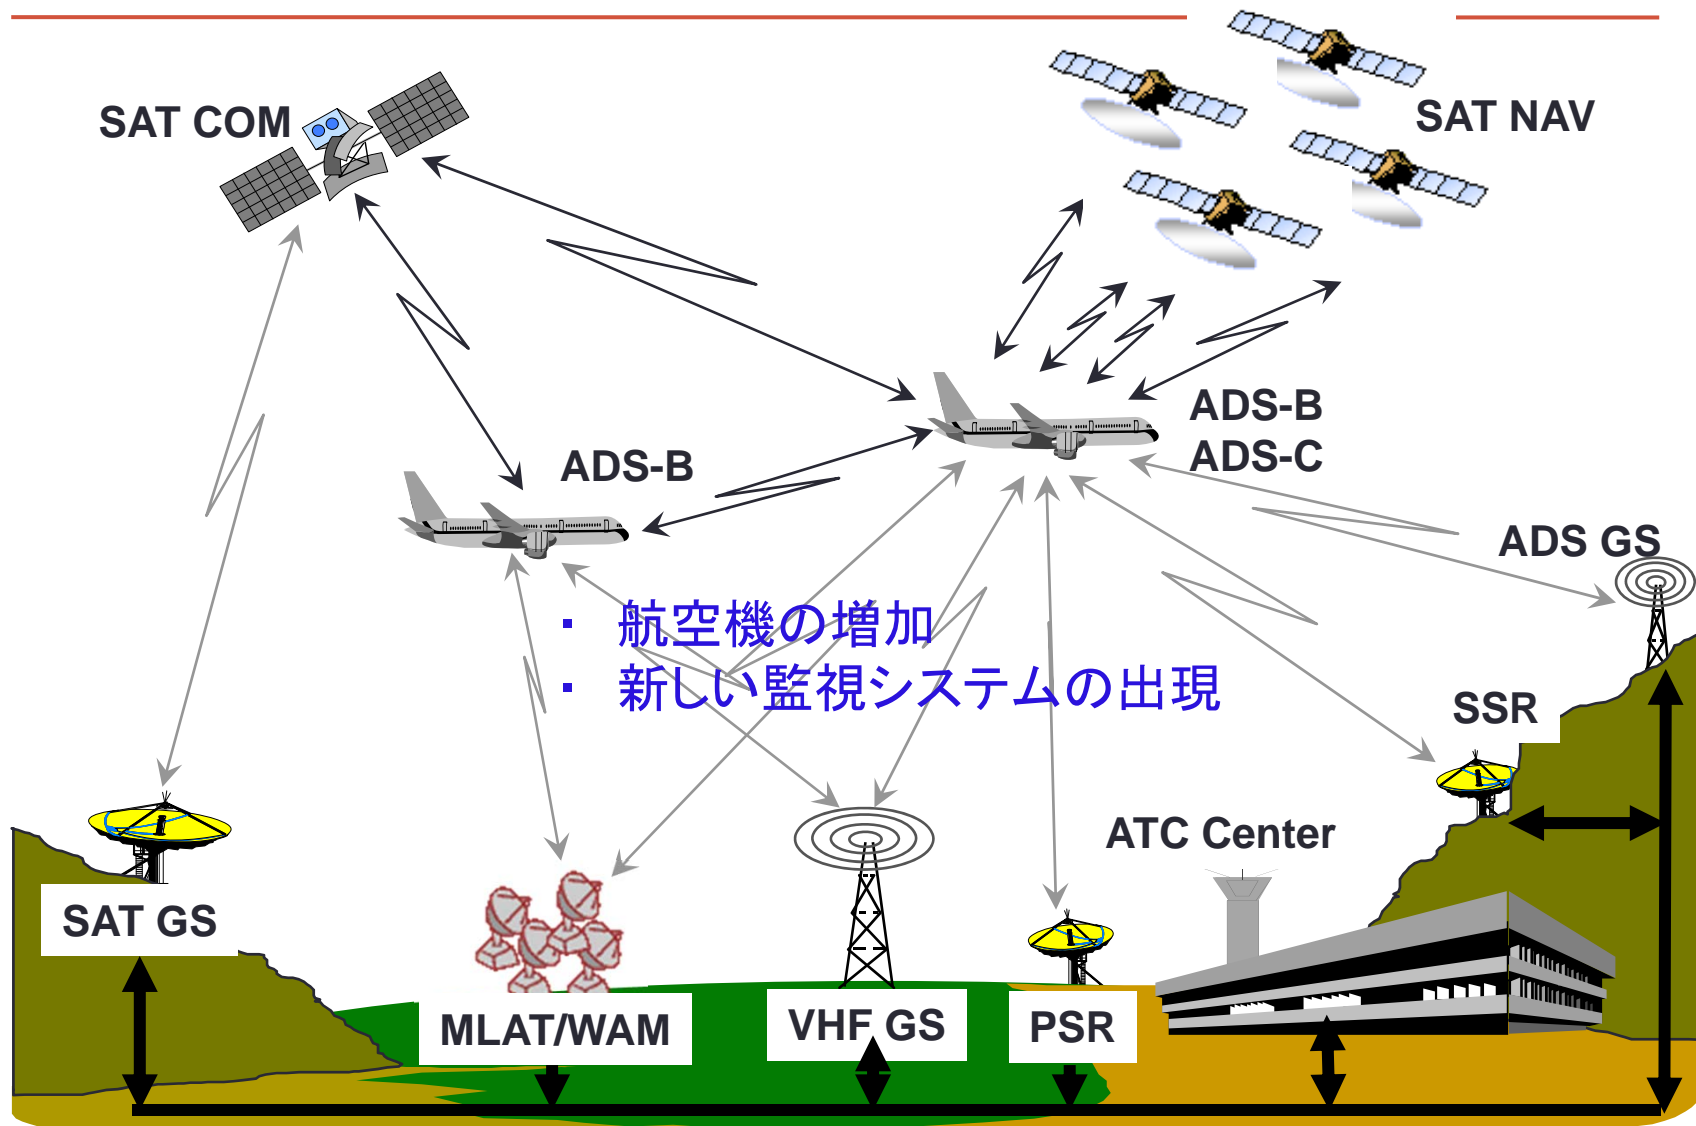 SAT COM
SAT NAV
ADS-B
ADS-C
ADS-B
ADS GS
・ 航空機の増加
・ 新しい監視システムの出現
SSR
ATC Center
SAT GS
MLAT/WAM
VHF GS
PSR